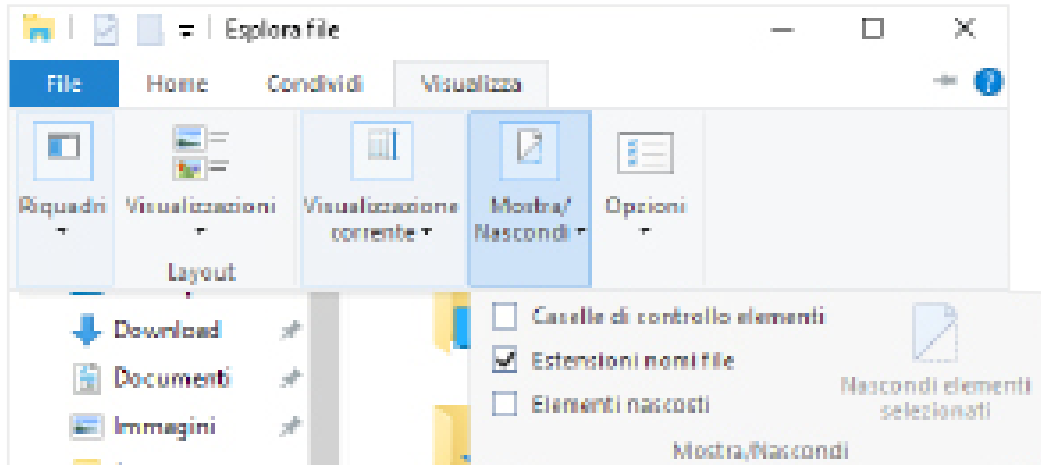 Esplora file
File Home Condividi Visualizza
Riquadri Visualizzazioni Visualizzazione corrente Mostra/ Nascondi Opzioni
Layout
Download
Documenti
Immagini
Caselle di controllo elementi
Estensioni nomi file
Elementi nascosti
Nascondi elementi
selezionati
Mostra/Nascondi